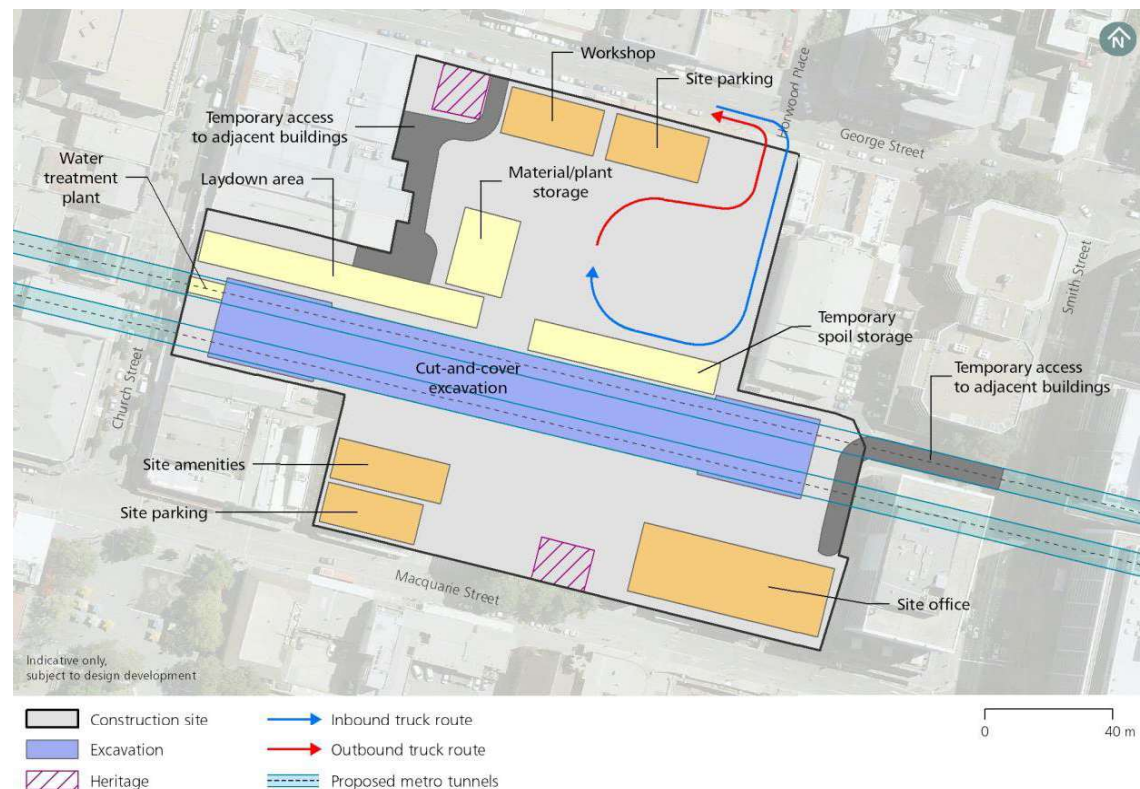 N
Workshop
Site parking
Horwood Place
George Street
Temporary access
to adjacent buildings
Water
treatment
plant
Laydown area
Material/plant
storage
Smith Street
Temporary
spoil storage
Cut-and-cover
excavation
Temporary access
to adjacent buildings
Church Street
Site amenities
Site parking
Macquarie Street
Site office
Indicative only,
subject to design development
Construction site
Inbound truck route
Excavation
Outbound truck route
Heritage
Proposed metro tunnels
0
40 m